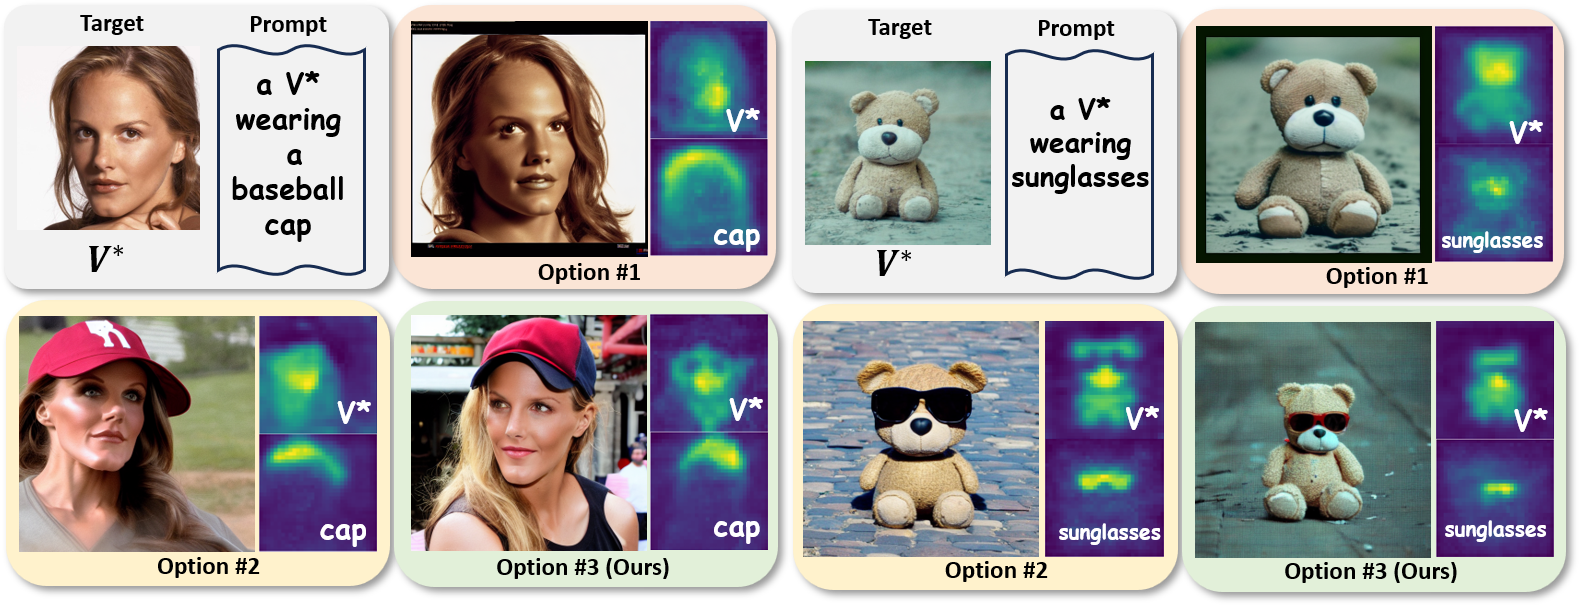 Target
Prompt
a V*
wearing
a
baseball
cap
V*
V*
cap
Option #1
Target
Prompt
a V*
wearing
sunglasses
V*
V*
sunglasses
Option #1
V*
cap
Option #2
V*
cap
Option #3 (Ours)
V*
sunglasses
Option #2
V*
sunglasses
Option #3 (Ours)